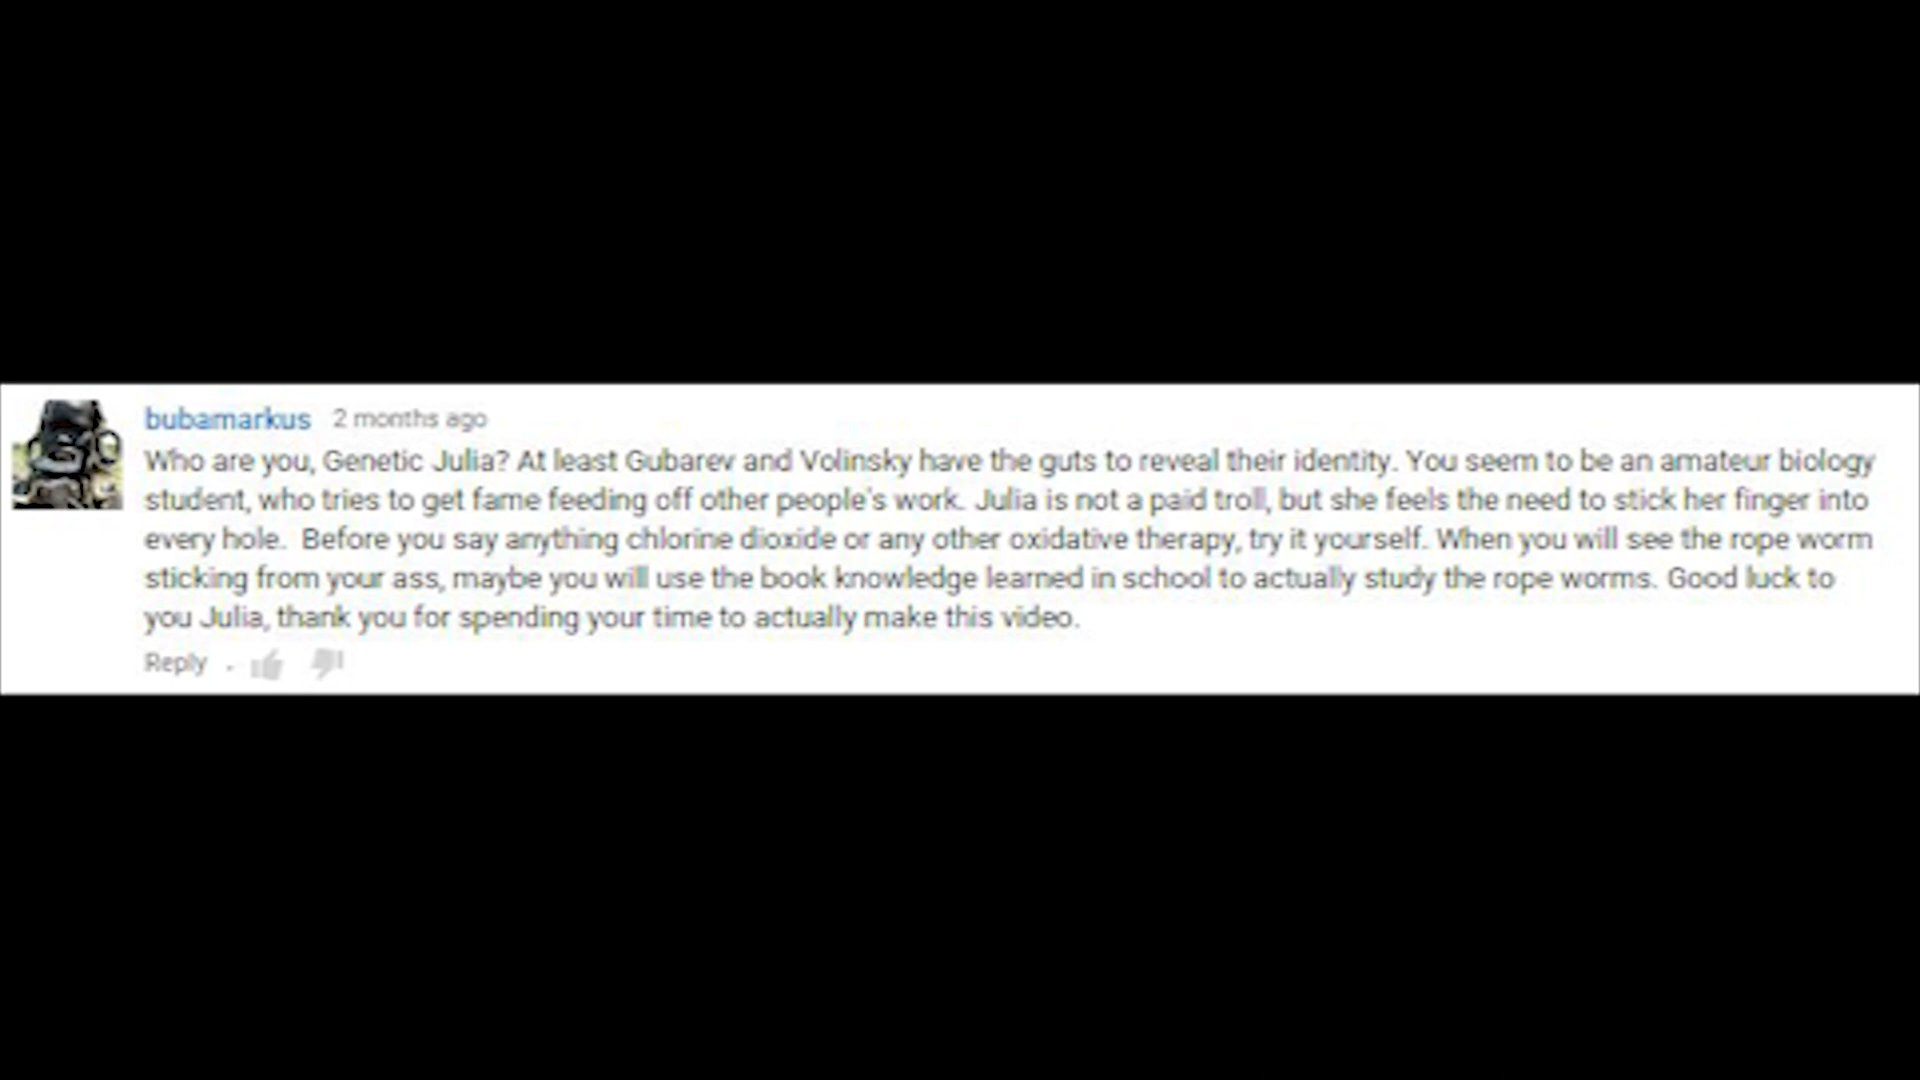 bubamarkus 2 months ago
Who are you, Genetic Julia? At least Gubarev and Volinsky have the guts to reveal their identity. You seem to be an amateur biology
student, who tries to get fame feeding off other people's work. Julia is not a paid troll, but she feels the need to stick her finger into
every hole.  Before you say anything chlorine dioxide or any other oxidative therapy, try it yourself. When you will see the rope worm
sticking from your ass, maybe you will use the book knowledge learned in school to actually study the rope worms. Good luck to
you Julia, thank you for spending your time to actually make this video.
Reply .